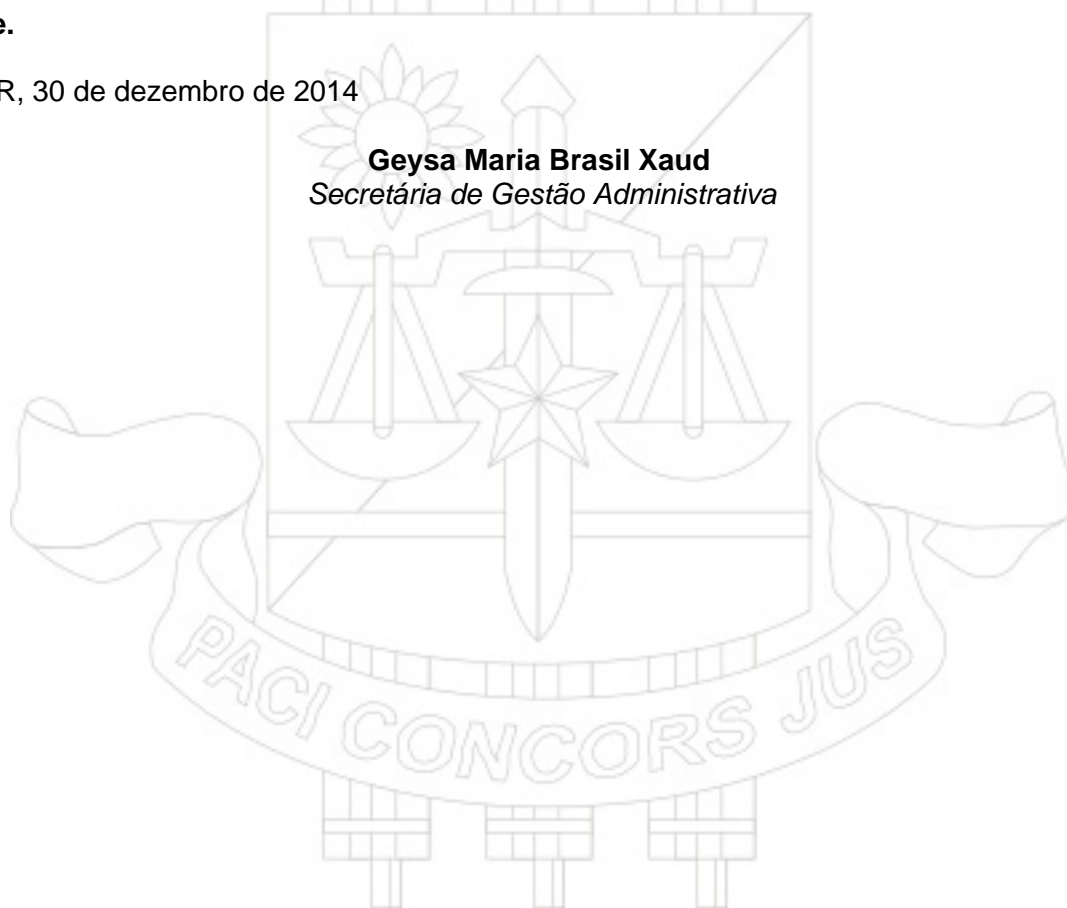 e.
R, 30 de dezembro de 2014
Geysa Maria Brasil Xaud
Secretária de Gestão Administrativa
PACI CONCORS JUS